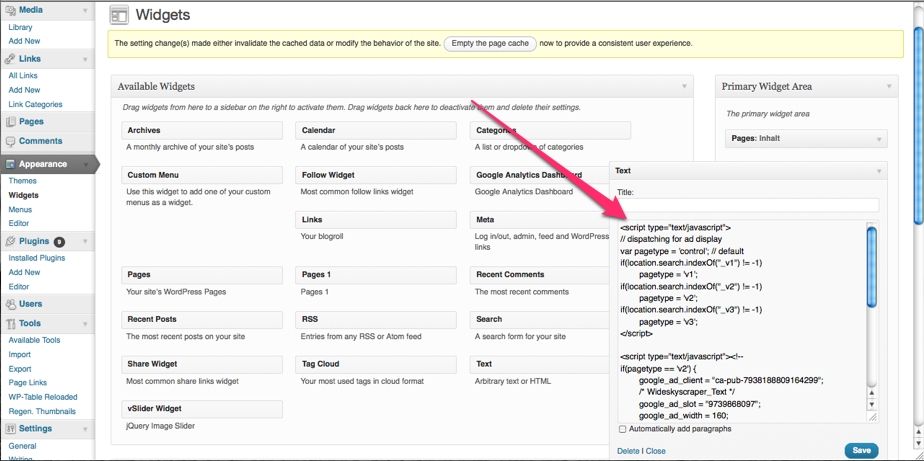 Media
Library
Add New
Links
All Links
Add New
Link Categories
Pages
Comments
Appearance
Themes
Widgets
Menus
Editor
Plugins 9
Installed Plugins
Add New
Editor
Users
Tools
Available Tools
Import
Export
Page Links
WP-Table Reloaded
Regen. Thumbnails
Settings
General
Writing
Widgets
The setting change(s) made either invalidate the cached data or modify the behavior of the site. Empty the page cache now to provide a consistent user experience.
Available Widgets
Drag widgets from here to a sidebar on the right to activate them. Drag widgets back here to deactivate them and delete their settings.
Archives
A monthly archive of your site's posts
Calendar
A calendar of your site's posts
Categories
A list or dropdown of categories
Custom Menu
Use this widget to add one of your custom
menus as a widget.
Follow Widget
Most common follow links widget
Google Analytics Dashboard
Google Analytics Dashboard
Links
Your blogroll
Meta
Log in/out, admin, feed and WordPress
links
Pages
Your site's WordPress Pages
Pages 1
Pages 1
Recent Comments
The most recent comments
Recent Posts
The most recent posts on your site
RSS
Entries from any RSS or Atom feed
Search
A search form for your site
Share Widget
Most common share links widget
Tag Cloud
Your most used tags in cloud format
Text
Arbitrary text or HTML
vSlider Widget
jQuery Image Slider
Primary Widget Area
The primary widget area
Pages: Inhalt
Text
Title:
<script type="text/javascript">
// dispatching for ad display
var pagetype = 'control'; // default
if(location.search.indexOf("_v1") != -1)
pagetype = 'v1';
if(location.search.indexOf("_v2") != -1)
pagetype = 'v2';
if(location.search.indexOf("_v3") != -1)
pagetype = 'v3';
</script>
<script type="text/javascript"><!--
if(pagetype == 'v2') {
google_ad_client = "ca-pub-7938188809164299";
/* Wideskyscraper_Text */
google_ad_slot = "9739868097";
google_ad_width = 160;
Automatically add paragraphs
Delete | Close
Save